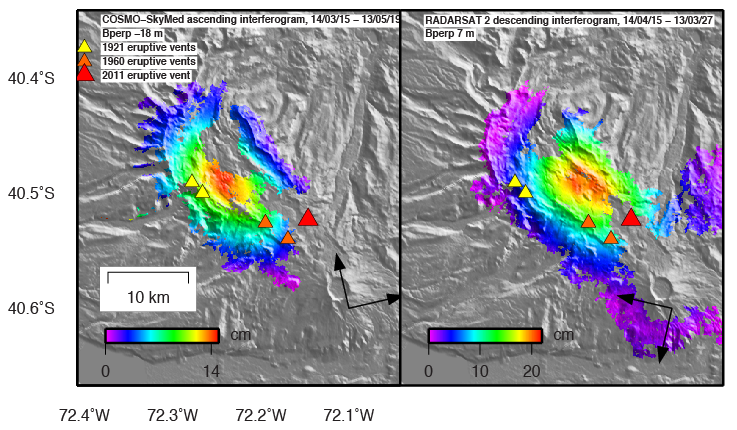 COSMO–SkyMed ascending interferogram, 14/03/15 – 13/05/19
Bperp –18 m
1921 eruptive vents
1960 eruptive vents
2011 eruptive vent
RADARSAT 2 descending interferogram, 14/04/15 – 13/03/27
Bperp 7 m
40.4°S
40.5°S
40.6°S
10 km
cm
0
14
cm
0
10
20
72.4°W
72.3°W
72.2°W
72.1°W